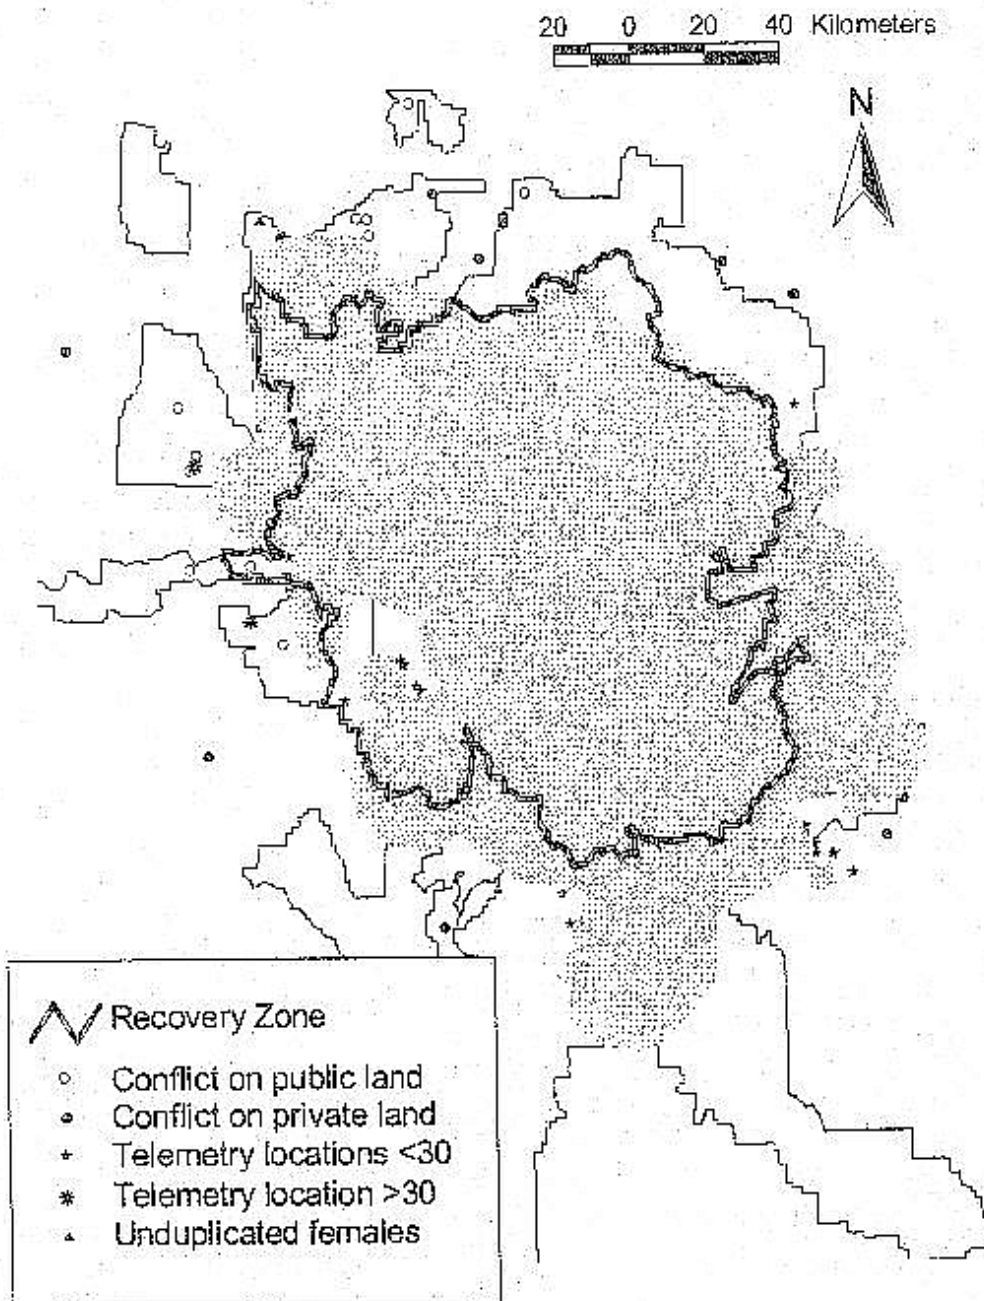 20 0 20 40 Kilometers
N
Recovery Zone
Conflict on public land
Conflict on private land
Telemetry locations <30
Telemetry location >30
Unduplicated females